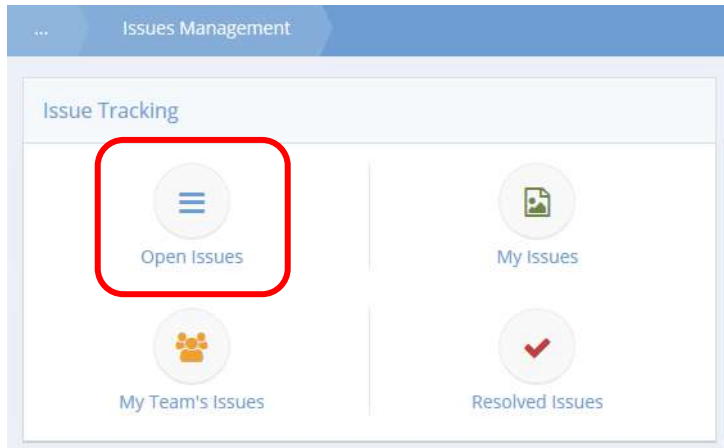 ... Issues Management
Issue Tracking
Open Issues
My Issues
My Team's Issues
Resolved Issues